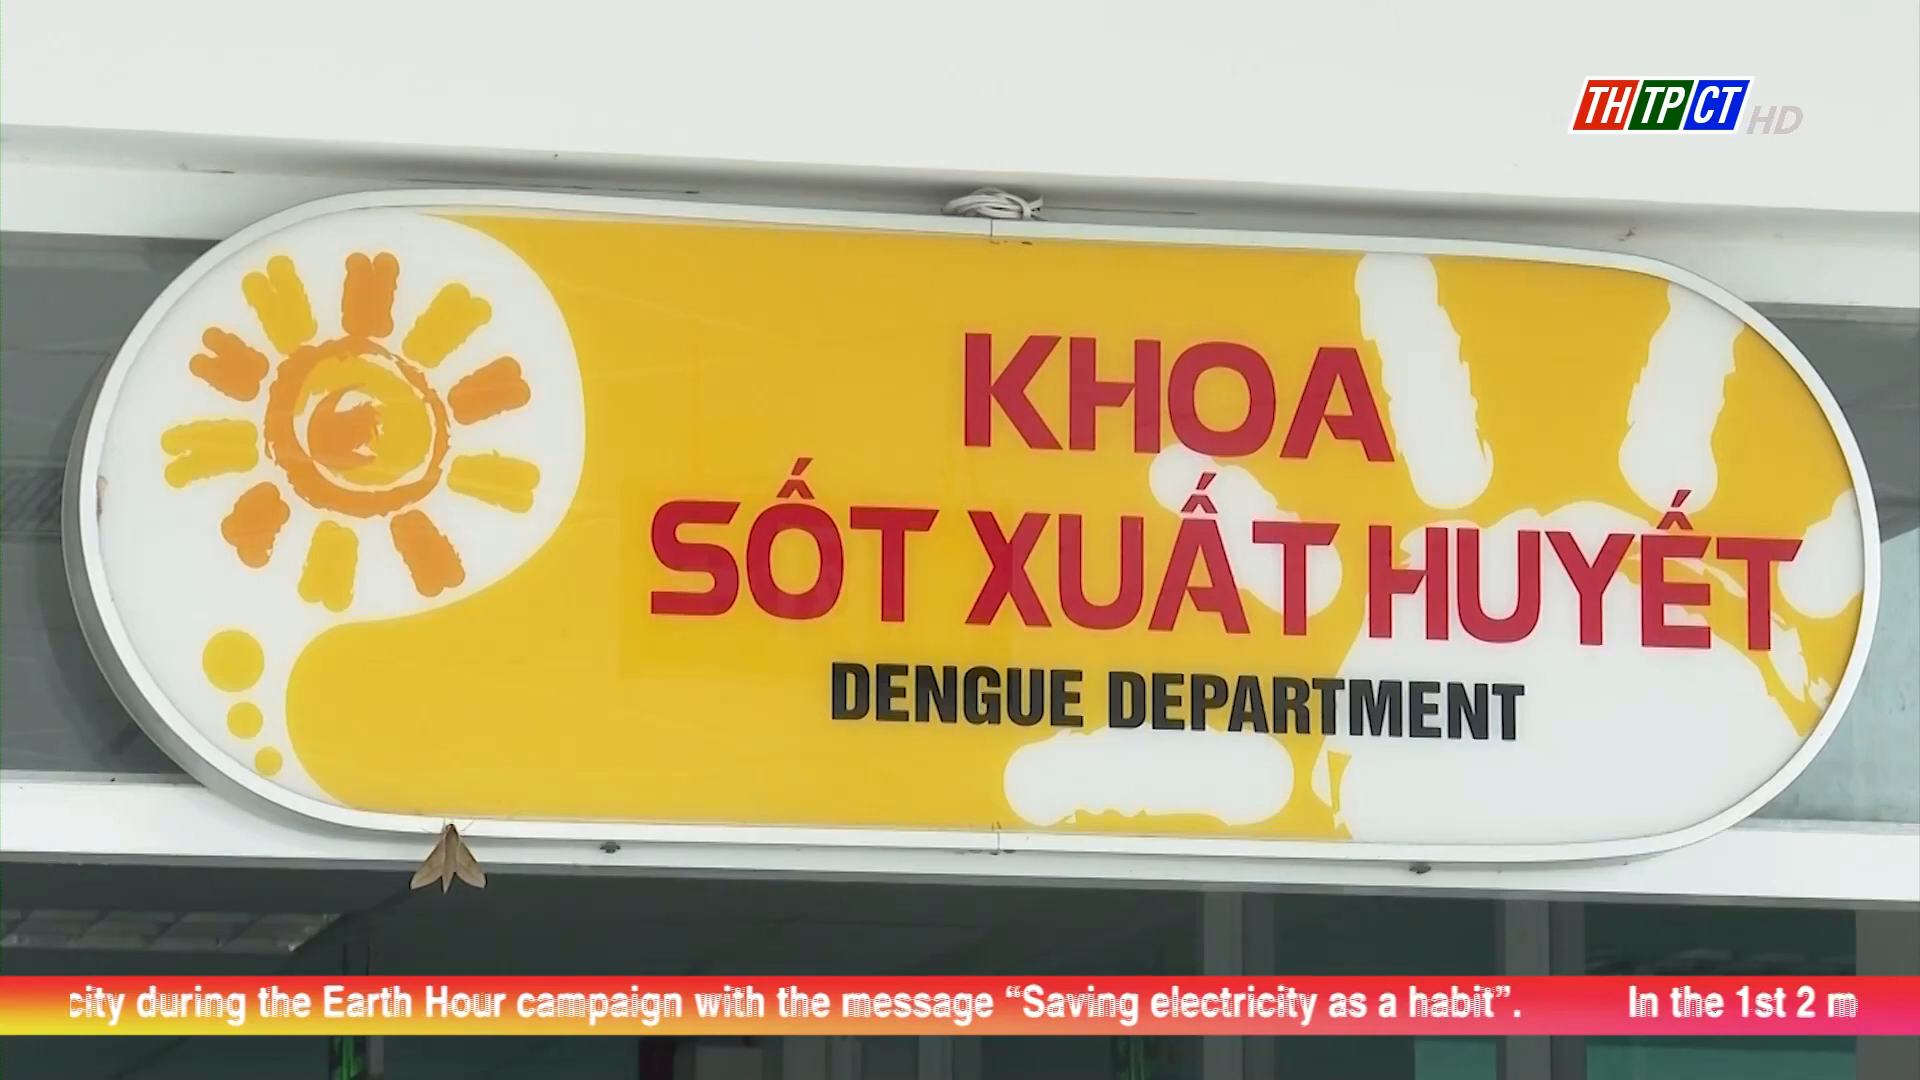 THTPCT HD
KHOA
SỐT XUẤT HUYẾT
DENGUE DEPARTMENT
city during the Earth Hour campaign with the message “Saving electricity as a habit”. In the 1st 2 m